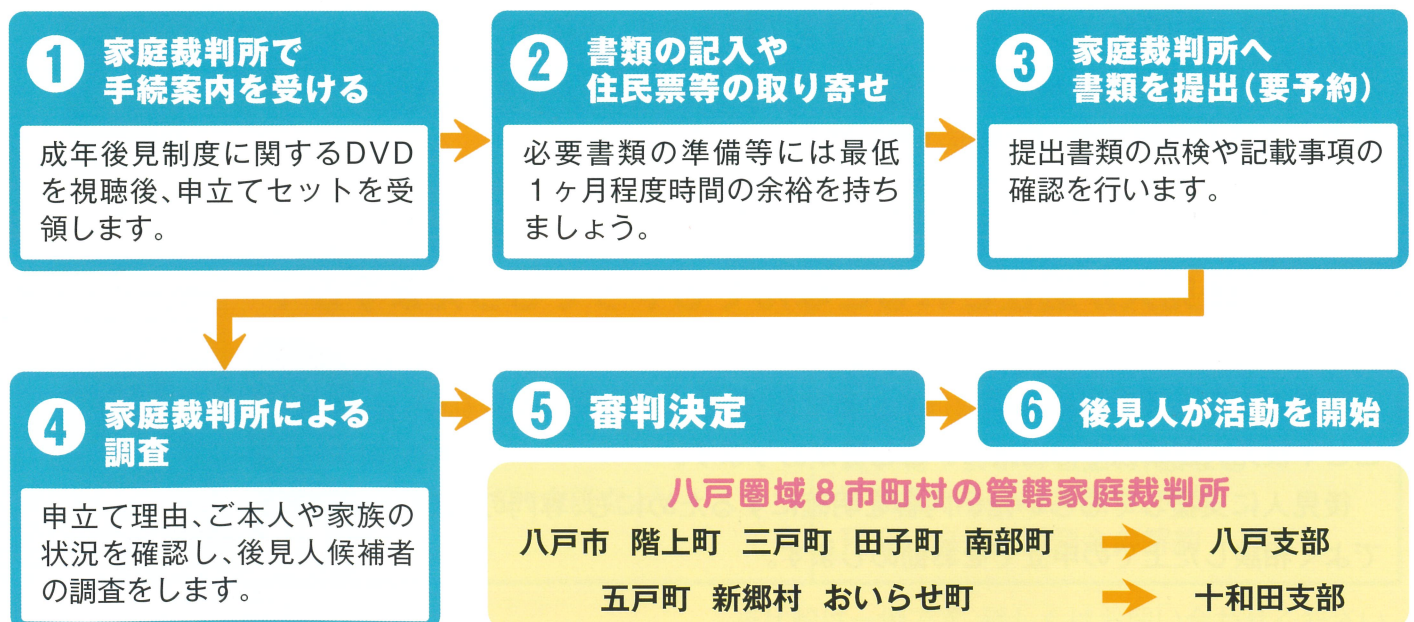 ① 家庭裁判所で
手続案内を受ける
成年後見制度に関するDVD
を視聴後、申立てセットを受
領します。
② 書類の記入や
住民票等の取り寄せ
必要書類の準備等には最低
1ヶ月程度時間の余裕を持ち
ましょう。
③ 家庭裁判所へ
書類を提出(要予約)
提出書類の点検や記載事項の
確認を行います。
④ 家庭裁判所による
調査
申立て理由、ご本人や家族の
状況を確認し、後見人候補者
の調査をします。
⑤ 審判決定
⑥ 後見人が活動を開始
八戸圏域8市町村の管轄家庭裁判所
八戸市 階上町 三戸町 田子町 南部町 → 八戸支部
五戸町 新郷村 おいらせ町 → 十和田支部